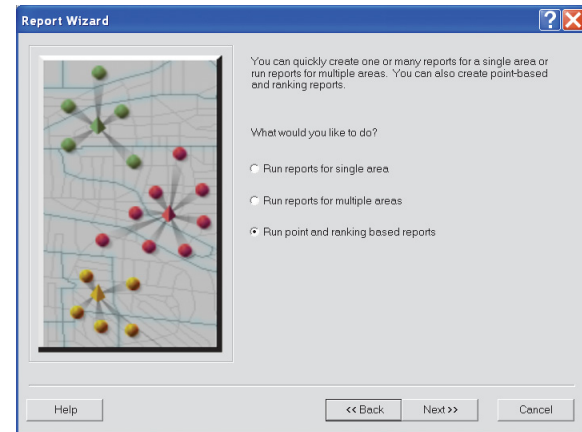 Report Wizard
You can quickly create one or many reports for a single area or
run reports for multiple areas. You can also create point-based
and ranking reports.
What would you like to do?
Run reports for single area
Run reports for multiple areas
Run point and ranking based reports
Help
<< Back
Next >>
Cancel